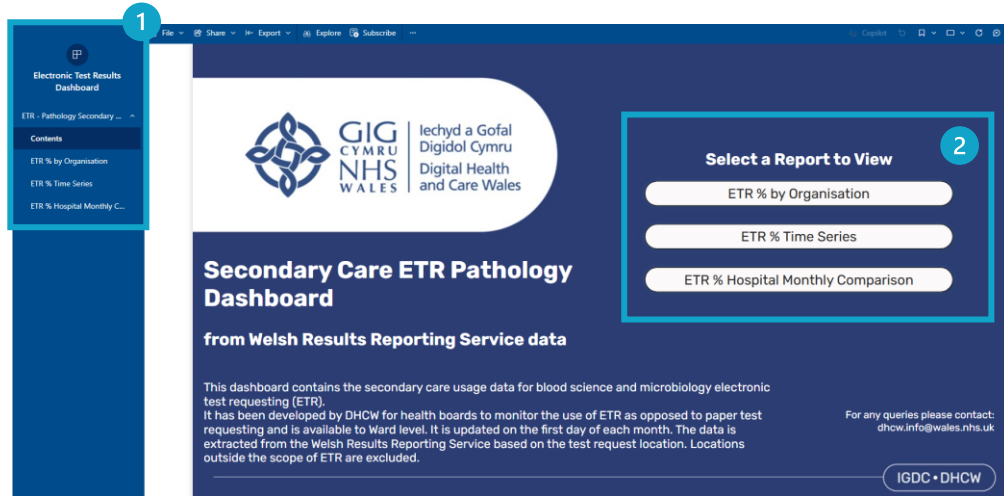 1
File
Share
Export
Explore
Subscribe
...
Copilot
Electronic Test Results
Dashboard
ETR - Pathology Secondary ...
Contents
ETR % by Organisation
ETR % Time Series
ETR % Hospital Monthly C...
GIG
CYMRU
NHS
WALES
Iechyd a Gofal
Digidol Cymru
Digital Health
and Care Wales
Secondary Care ETR Pathology
Dashboard
from Welsh Results Reporting Service data
This dashboard contains the secondary care usage data for blood science and microbiology electronic
test requesting (ETR).
It has been developed by DHCW for health boards to monitor the use of ETR as opposed to paper test
requesting and is available to Ward level. It is updated on the first day of each month. The data is
extracted from the Welsh Results Reporting Service based on the test request location. Locations
outside the scope of ETR are excluded.
2
Select a Report to View
ETR % by Organisation
ETR % Time Series
ETR % Hospital Monthly Comparison
For any queries please contact:
dhcw.info@wales.nhs.uk
IGDC•DHCW